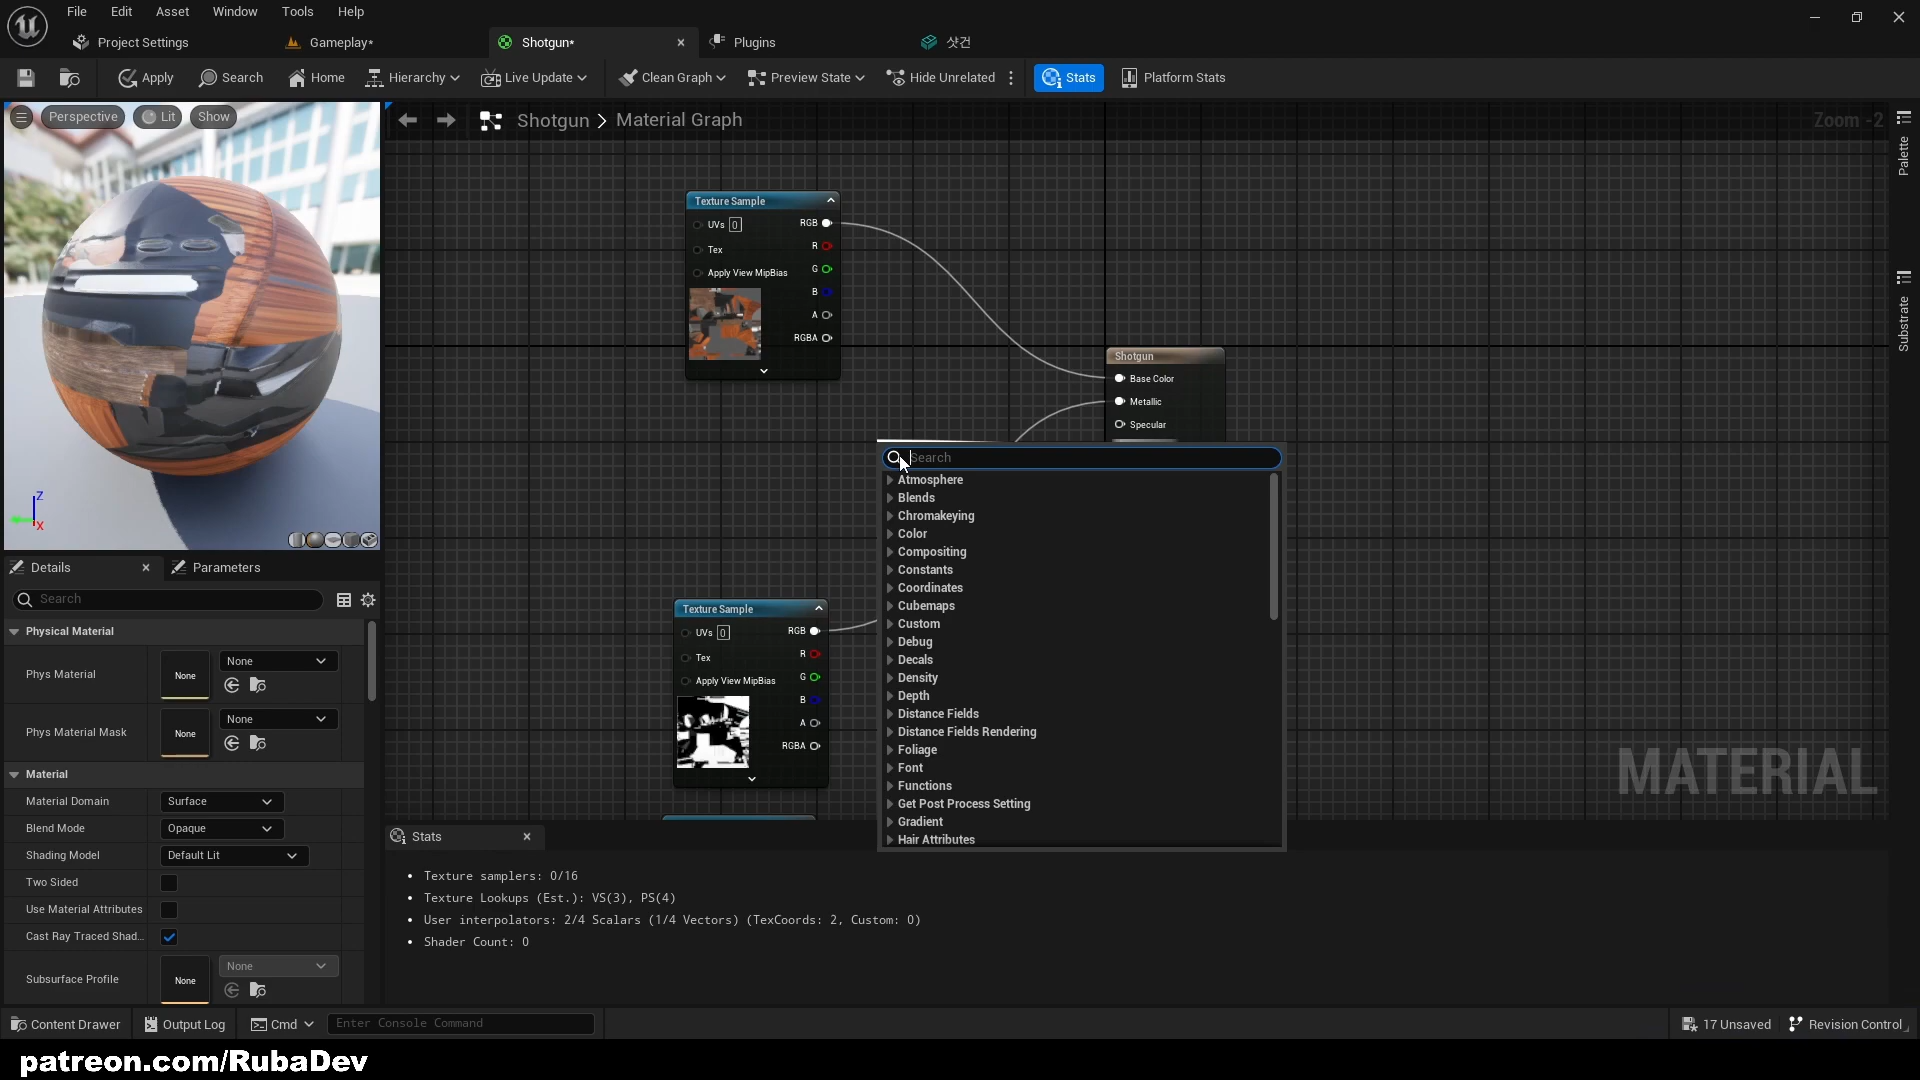 File Edit Asset Window Tools Help
Project Settings
Gameplay*
Shotgun*
Plugins
샷건
Apply
Search
Home
Hierarchy
Live Update
Clean Graph
Preview State
Hide Unrelated
Stats
Platform Stats
Perspective
Lit
Show
Shotgun > Material Graph
Zoom -2
Palette
Substrate
Texture Sample
UVs 0
RGB
R
Tex
G
Apply View MipBias
B
A
RGBA
Shotgun
Base Color
Metallic
Specular
Search
Atmosphere
Blends
Chromakeying
Color
Compositing
Constants
Coordinates
Cubemaps
Custom
Debug
Decals
Density
Depth
Distance Fields
Distance Fields Rendering
Foliage
Font
Functions
Get Post Process Setting
Gradient
Hair Attributes
Texture Sample
UVs 0
RGB
R
Tex
G
Apply View MipBias
B
A
RGBA
MATERIAL
Z
X
Details
Parameters
Search
Physical Material
Phys Material
None
None
Phys Material Mask
None
None
Material
Material Domain
Surface
Blend Mode
Opaque
Shading Model
Default Lit
Two Sided
Use Material Attributes
Cast Ray Traced Shad...
Subsurface Profile
None
None
Stats
• Texture samplers: 0/16
• Texture Lookups (Est.): VS(3), PS(4)
• User interpolators: 2/4 Scalars (1/4 Vectors) (TexCoords: 2, Custom: 0)
• Shader Count: 0
Content Drawer
Output Log
Cmd
Enter Console Command
17 Unsaved
Revision Control
patreon.com/RubaDev